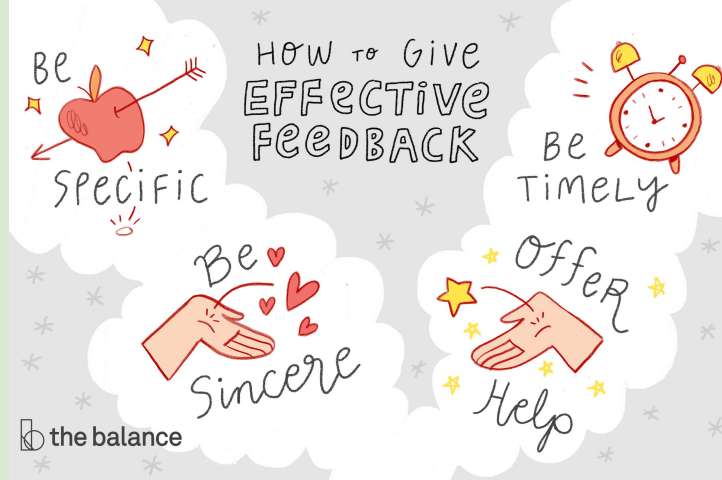 How to Give
Effective
Feedback
Be
Specific
Be
Timely
Be
Sincere
Offer
Help
the balance